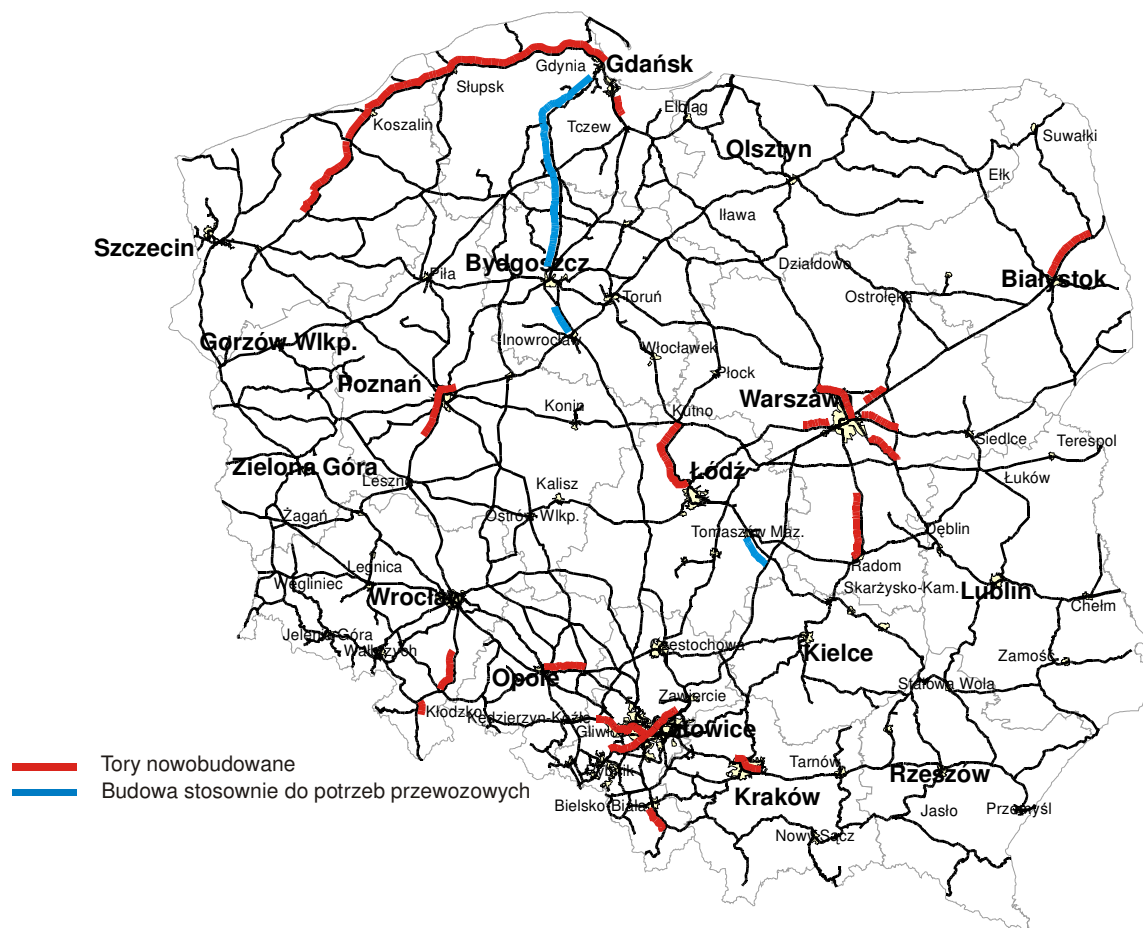 Gdynia
Gdańsk
Słupsk
Koszalin
Tczew
Elbląg
Suwałki
Olsztyn
Ełk
Iława
Szczecin
Bydgoszcz
Piła
Działdowo
Białystok
Toruń
Ostrołęka
Gorzów Wlkp.
Inowrocław
Włocławek
Poznań
Płock
Konin
Kutno
Siedlce
Terespol
Zielona Góra
Leszno
Łódź
Kalisz
Łuków
Żagań
Ostrów Wlkp.
Tomaszów Maz.
Dęblin
Legnica
Radom
Węgliniec
Skarżysko-Kam.
Lublin
Wrocław
Chełm
Jelenia Góra
Wałbrzych
Częstochowa
Kielce
Zamość
Opole
Stalowa Wola
Zawiercie
Kłodzko
Kędzierzyn-Koźle
Tory nowobudowane
Tarnów
Rzeszów
Budowa stosownie do potrzeb przewozowych
Kraków
Bielsko-Biała
Jasło
Przemyśl
Nowy Sącz